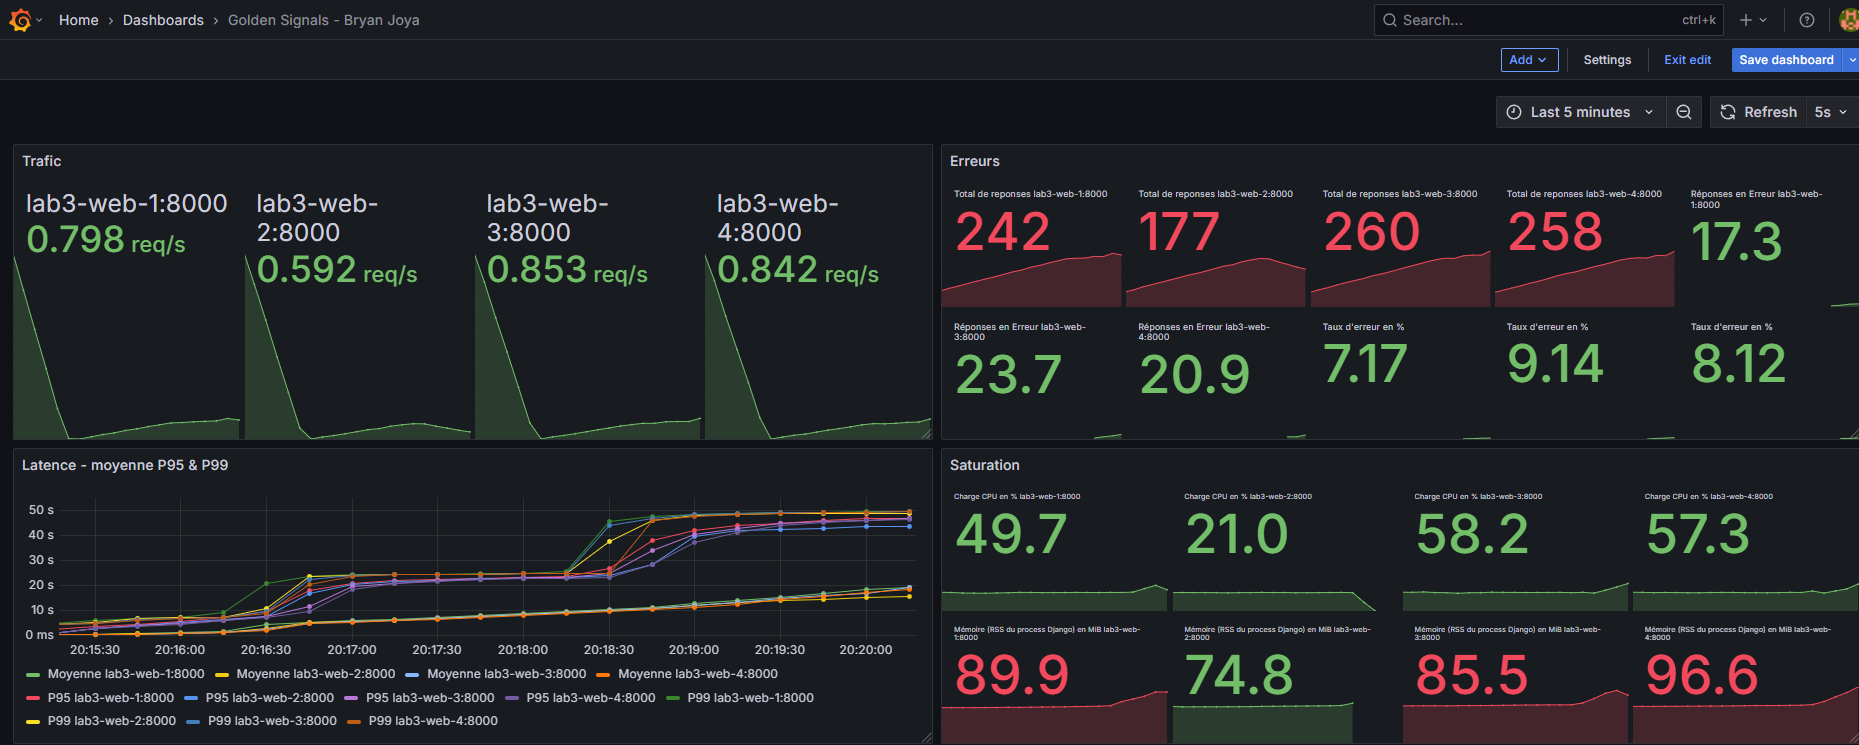 Home › Dashboards › Golden Signals - Bryan Joya
Search... ctrl+k
Add Settings Exit edit Save dashboard
Last 5 minutes Refresh 5s
Trafic
lab3-web-1:8000
0.798 req/s
lab3-web-
2:8000
0.592 req/s
lab3-web-
3:8000
0.853 req/s
lab3-web-
4:8000
0.842 req/s
Erreurs
Total de reponses lab3-web-1:8000
242
Total de reponses lab3-web-2:8000
177
Total de reponses lab3-web-3:8000
260
Total de reponses lab3-web-4:8000
258
Réponses en Erreur lab3-web-
1:8000
17.3
Réponses en Erreur lab3-web-
3:8000
23.7
Réponses en Erreur lab3-web-
4:8000
20.9
Taux d'erreur en %
7.17
Taux d'erreur en %
9.14
Taux d'erreur en %
8.12
Latence - moyenne P95 & P99
50 s
40 s
30 s
20 s
10 s
0 ms
20:15:30 20:16:00 20:16:30 20:17:00 20:17:30 20:18:00 20:18:30 20:19:00 20:19:30 20:20:00
Moyenne lab3-web-1:8000 Moyenne lab3-web-2:8000 Moyenne lab3-web-3:8000 Moyenne lab3-web-4:8000
P95 lab3-web-1:8000 P95 lab3-web-2:8000 P95 lab3-web-3:8000 P95 lab3-web-4:8000 P99 lab3-web-1:8000
P99 lab3-web-2:8000 P99 lab3-web-3:8000 P99 lab3-web-4:8000
Saturation
Charge CPU en % lab3-web-1:8000
49.7
Charge CPU en % lab3-web-2:8000
21.0
Charge CPU en % lab3-web-3:8000
58.2
Charge CPU en % lab3-web-4:8000
57.3
Mémoire (RSS du process Django) en MiB lab3-web-
1:8000
89.9
Mémoire (RSS du process Django) en MiB lab3-web-
2:8000
74.8
Mémoire (RSS du process Django) en MiB lab3-web-
3:8000
85.5
Mémoire (RSS du process Django) en MiB lab3-web-
4:8000
96.6